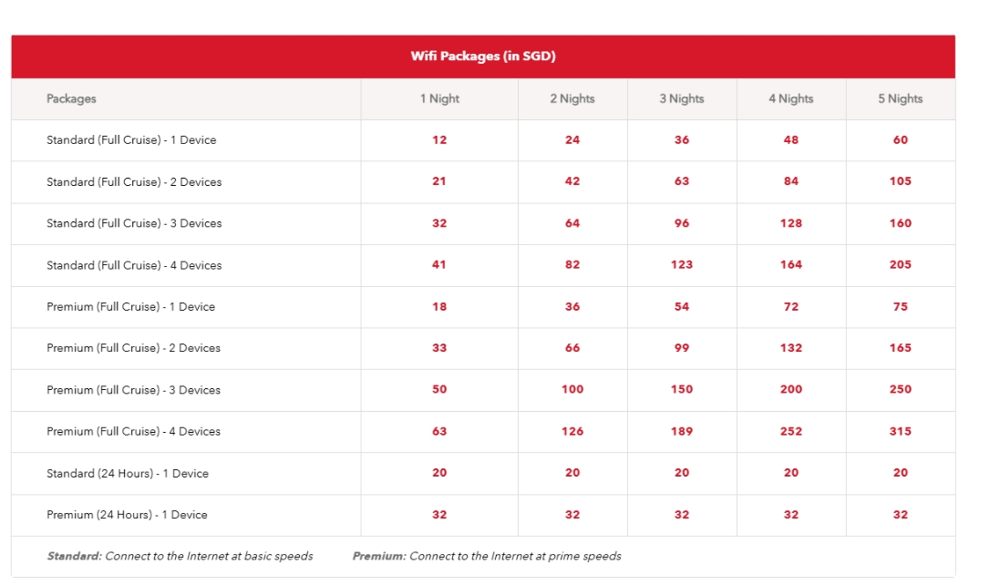 Wifi Packages (in SGD)
Packages 1 Night 2 Nights 3 Nights 4 Nights 5 Nights
Standard (Full Cruise) - 1 Device 12 24 36 48 60
Standard (Full Cruise) - 2 Devices 21 42 63 84 105
Standard (Full Cruise) - 3 Devices 32 64 96 128 160
Standard (Full Cruise) - 4 Devices 41 82 123 164 205
Premium (Full Cruise) - 1 Device 18 36 54 72 75
Premium (Full Cruise) - 2 Devices 33 66 99 132 165
Premium (Full Cruise) - 3 Devices 50 100 150 200 250
Premium (Full Cruise) - 4 Devices 63 126 189 252 315
Standard (24 Hours) - 1 Device 20 20 20 20 20
Premium (24 Hours) - 1 Device 32 32 32 32 32
Standard: Connect to the Internet at basic speeds Premium: Connect to the Internet at prime speeds